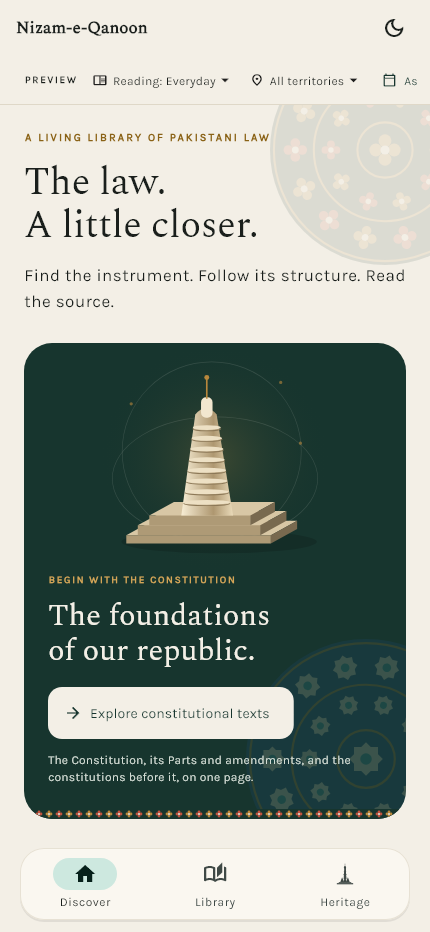 Nizam-e-Qanoon
PREVIEW Reading: Everyday All territories As
A LIVING LIBRARY OF PAKISTANI LAW
The law.
A little closer.
Find the instrument. Follow its structure. Read
the source.
BEGIN WITH THE CONSTITUTION
The foundations
of our republic.
Explore constitutional texts
The Constitution, its Parts and amendments, and the
constitutions before it, on one page.
Discover Library Heritage